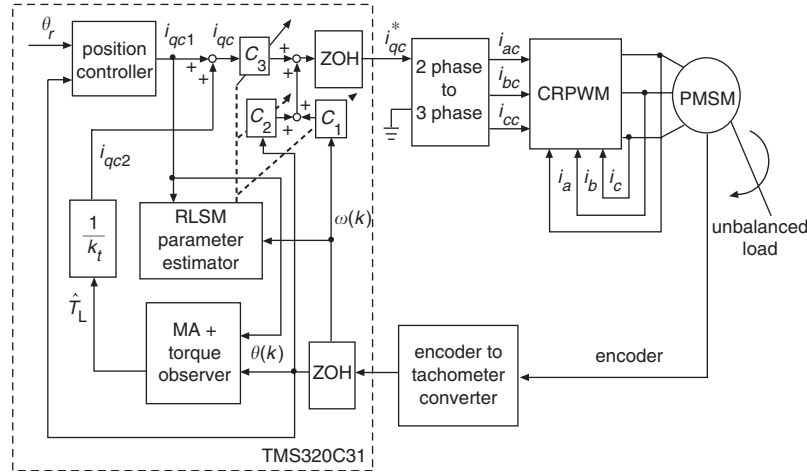 θr
position
controller
iqc1
iqc
C3
ZOH
i*qc
2 phase
to
3 phase
iac
ibc
icc
CRPWM
PMSM
ia
ib
ic
unbalanced
load
+
+
+
+
+
+
C2
C1
iqc2
1
kt
RLSM
parameter
estimator
ω(k)
T̂L
MA +
torque
observer
θ(k)
ZOH
encoder to
tachometer
converter
encoder
TMS320C31